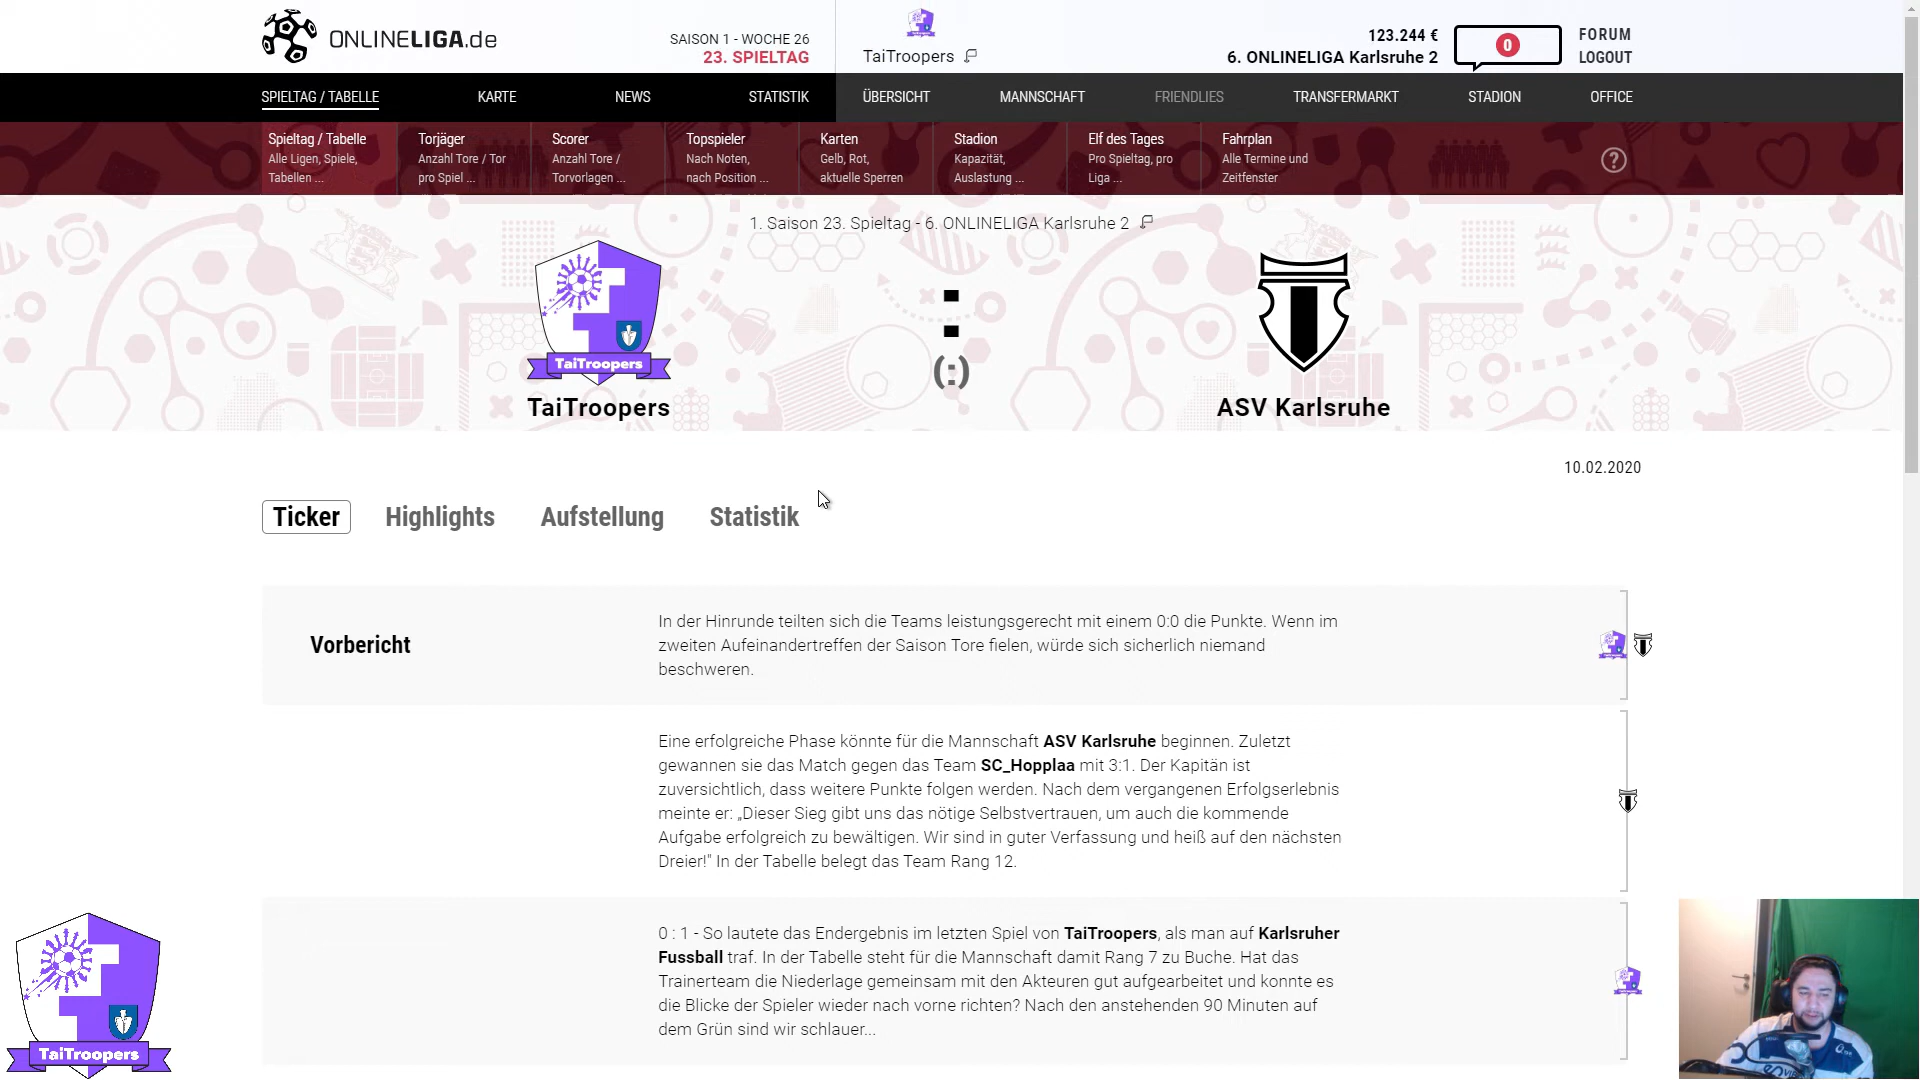 ONLINELIGA.de
SAISON 1 - WOCHE 26
23. SPIELTAG
TaiTroopers
123.244 €
6. ONLINELIGA Karlsruhe 2
0
FORUM
LOGOUT
SPIELTAG / TABELLE
KARTE
NEWS
STATISTIK
ÜBERSICHT
MANNSCHAFT
FRIENDLIES
TRANSFERMARKT
STADION
OFFICE
Spieltag / Tabelle
Alle Ligen, Spiele,
Tabellen ...
Torjäger
Anzahl Tore / Tor
pro Spiel ...
Scorer
Anzahl Tore /
Torvorlagen ...
Topspieler
Nach Noten,
nach Position ...
Karten
Gelb, Rot,
aktuelle Sperren
Stadion
Kapazität,
Auslastung ...
Elf des Tages
Pro Spieltag, pro
Liga ...
Fahrplan
Alle Termine und
Zeitfenster
?
1. Saison 23. Spieltag - 6. ONLINELIGA Karlsruhe 2
TaiTroopers
TaiTroopers
:
(:)
ASV Karlsruhe
10.02.2020
Ticker
Highlights
Aufstellung
Statistik
Vorbericht
In der Hinrunde teilten sich die Teams leistungsgerecht mit einem 0:0 die Punkte. Wenn im
zweiten Aufeinandertreffen der Saison Tore fielen, würde sich sicherlich niemand
beschweren.
Eine erfolgreiche Phase könnte für die Mannschaft ASV Karlsruhe beginnen. Zuletzt
gewannen sie das Match gegen das Team SC_Hopplaa mit 3:1. Der Kapitän ist
zuversichtlich, dass weitere Punkte folgen werden. Nach dem vergangenen Erfolgserlebnis
meinte er: „Dieser Sieg gibt uns das nötige Selbstvertrauen, um auch die kommende
Aufgabe erfolgreich zu bewältigen. Wir sind in guter Verfassung und heiß auf den nächsten
Dreier!" In der Tabelle belegt das Team Rang 12.
0 : 1 - So lautete das Endergebnis im letzten Spiel von TaiTroopers, als man auf Karlsruher
Fussball traf. In der Tabelle steht für die Mannschaft damit Rang 7 zu Buche. Hat das
Trainerteam die Niederlage gemeinsam mit den Akteuren gut aufgearbeitet und konnte es
die Blicke der Spieler wieder nach vorne richten? Nach den anstehenden 90 Minuten auf
dem Grün sind wir schlauer...
TaiTroopers